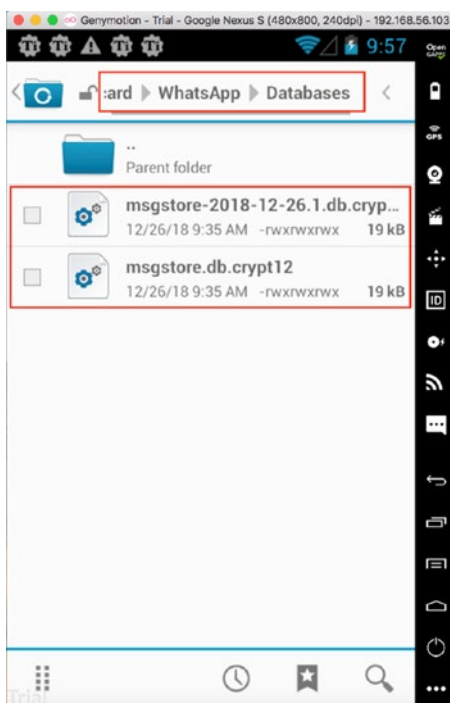 Genymotion - Trial - Google Nexus S (480x800, 240dpi) - 192.168.56.103
9:57
Open
GAPPS
:ard WhatsApp Databases
GPS
..
Parent folder
msgstore-2018-12-26.1.db.cryp...
12/26/18 9:35 AM -rwxrwxrwx 19 kB
msgstore.db.crypt12
12/26/18 9:35 AM -rwxrwxrwx 19 kB
ID
Trial